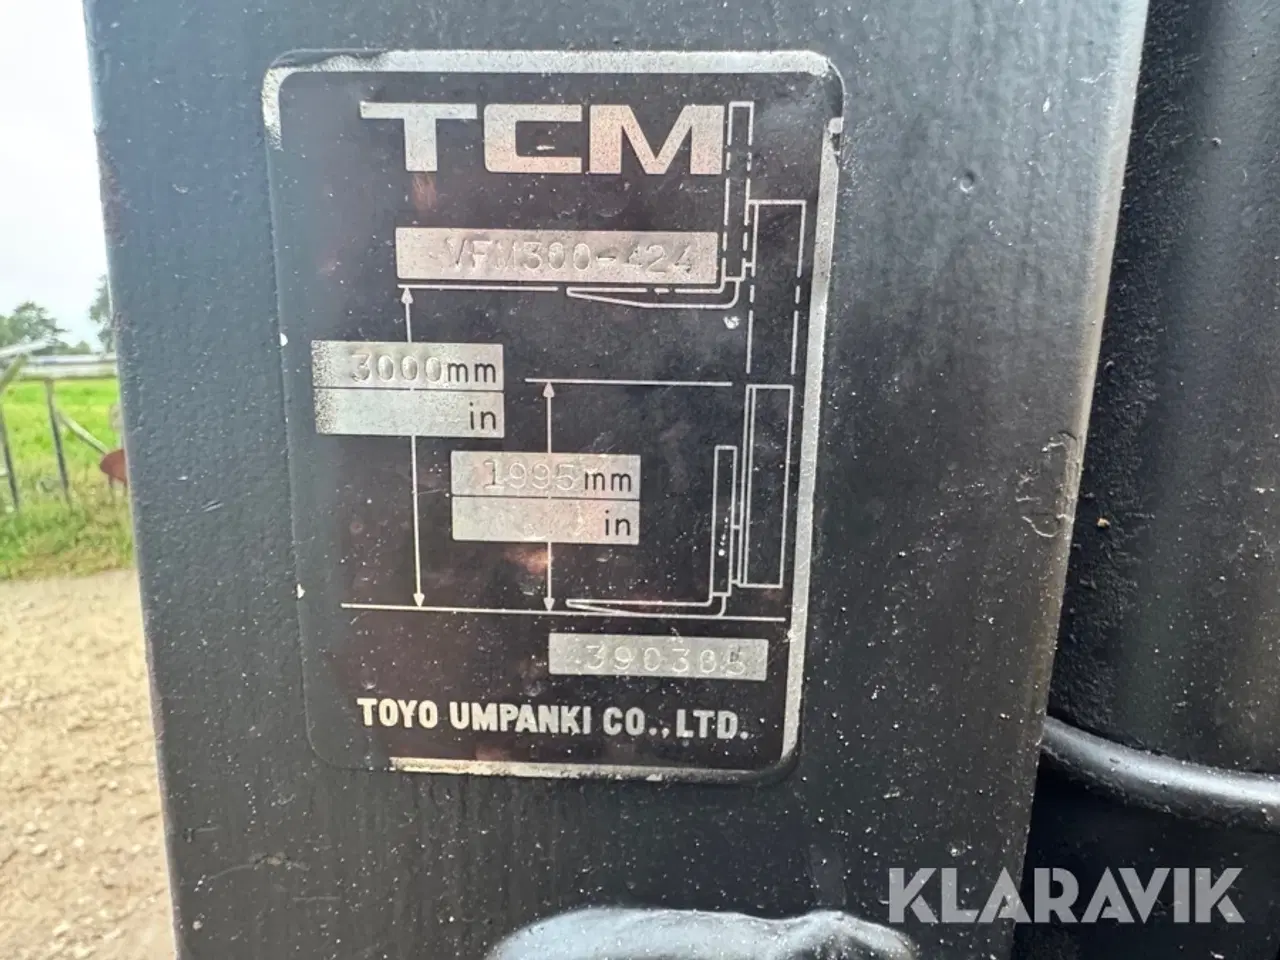 TCM
VFM300-424
3000mm
in
1995mm
in
390305
TOYO UMPANKI CO., LTD.
KLARAVIK